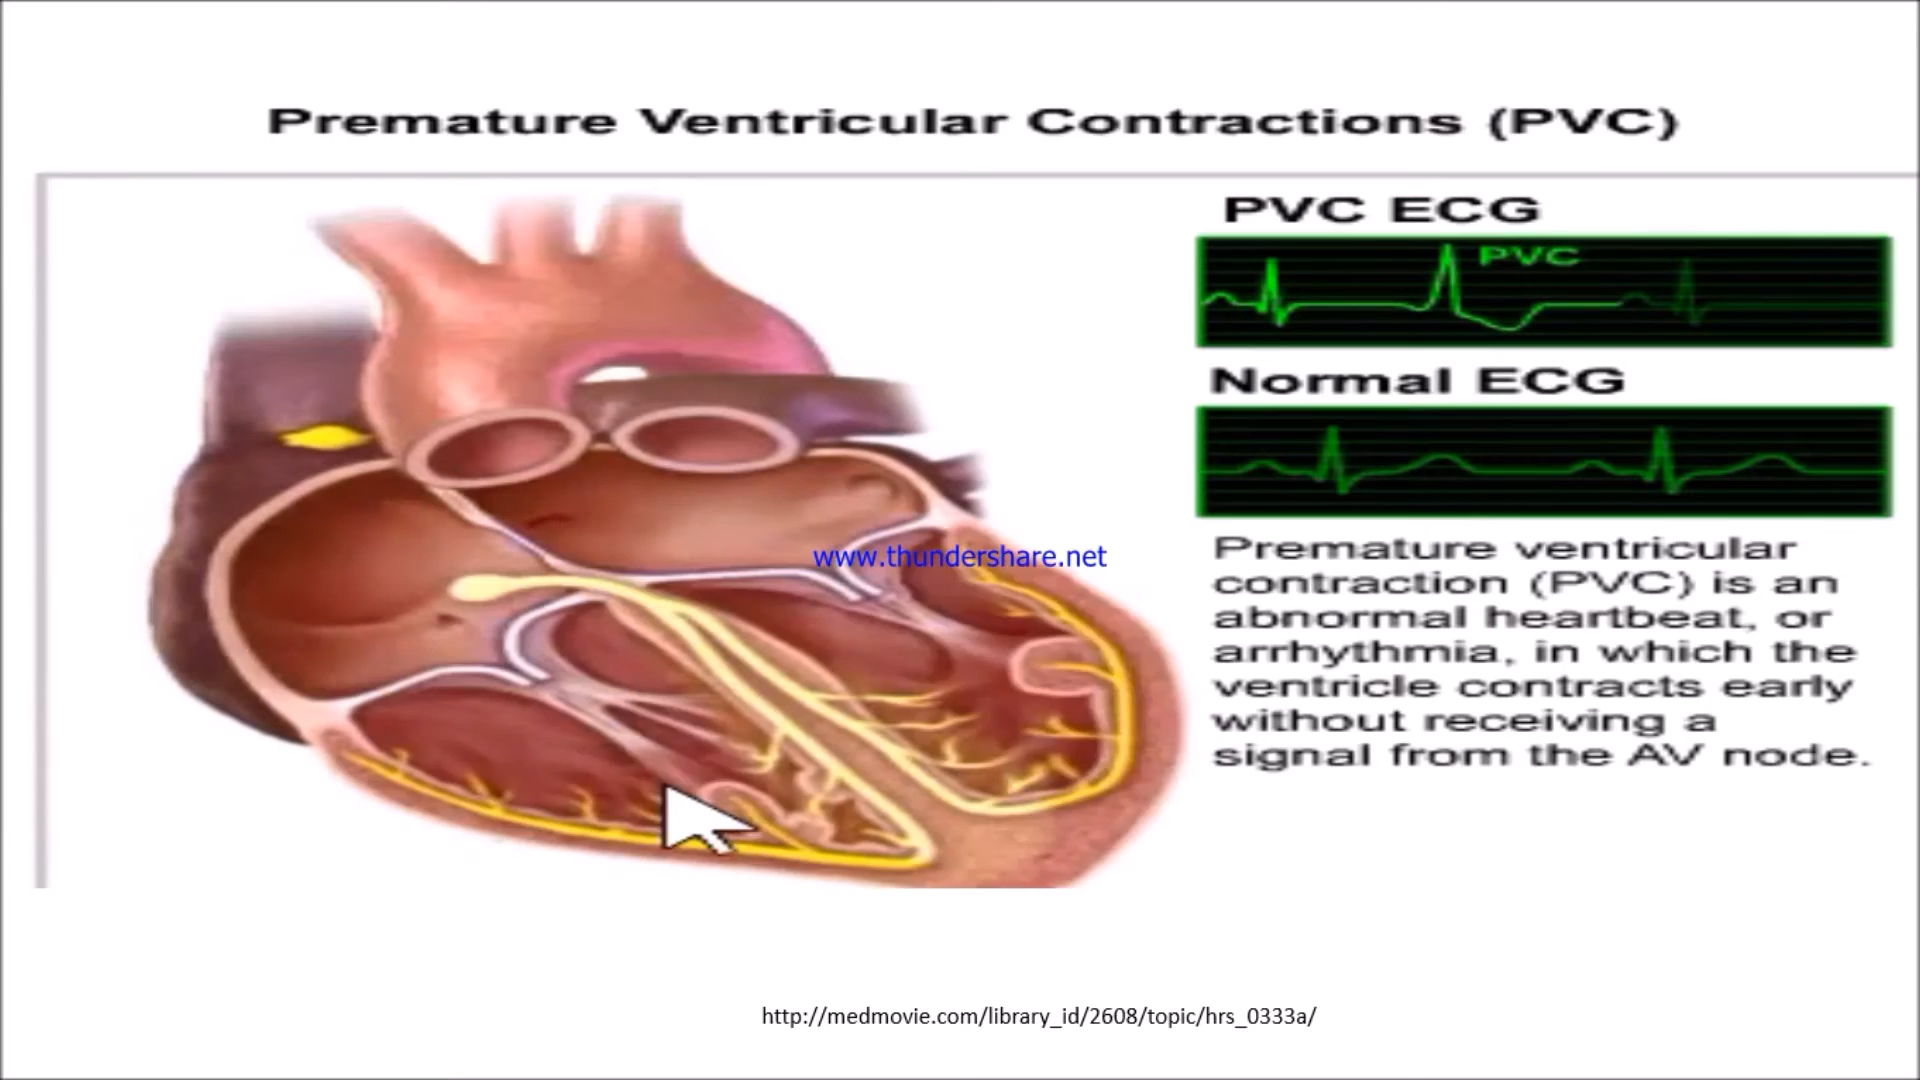 Premature Ventricular Contractions (PVC)
PVC ECG
PVC
Normal ECG
www.thundershare.net
Premature ventricular
contraction (PVC) is an
abnormal heartbeat, or
arrhythmia, in which the
ventricle contracts early
without receiving a
signal from the AV node.
http://medmovie.com/library_id/2608/topic/hrs_0333a/